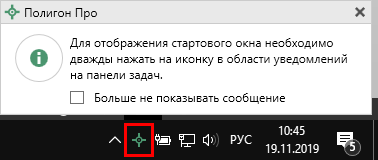 Полигон Про
Для отображения стартового окна необходимо
дважды нажать на иконку в области уведомлений
на панели задач.
Больше не показывать сообщение
РУС
10:45
19.11.2019
5